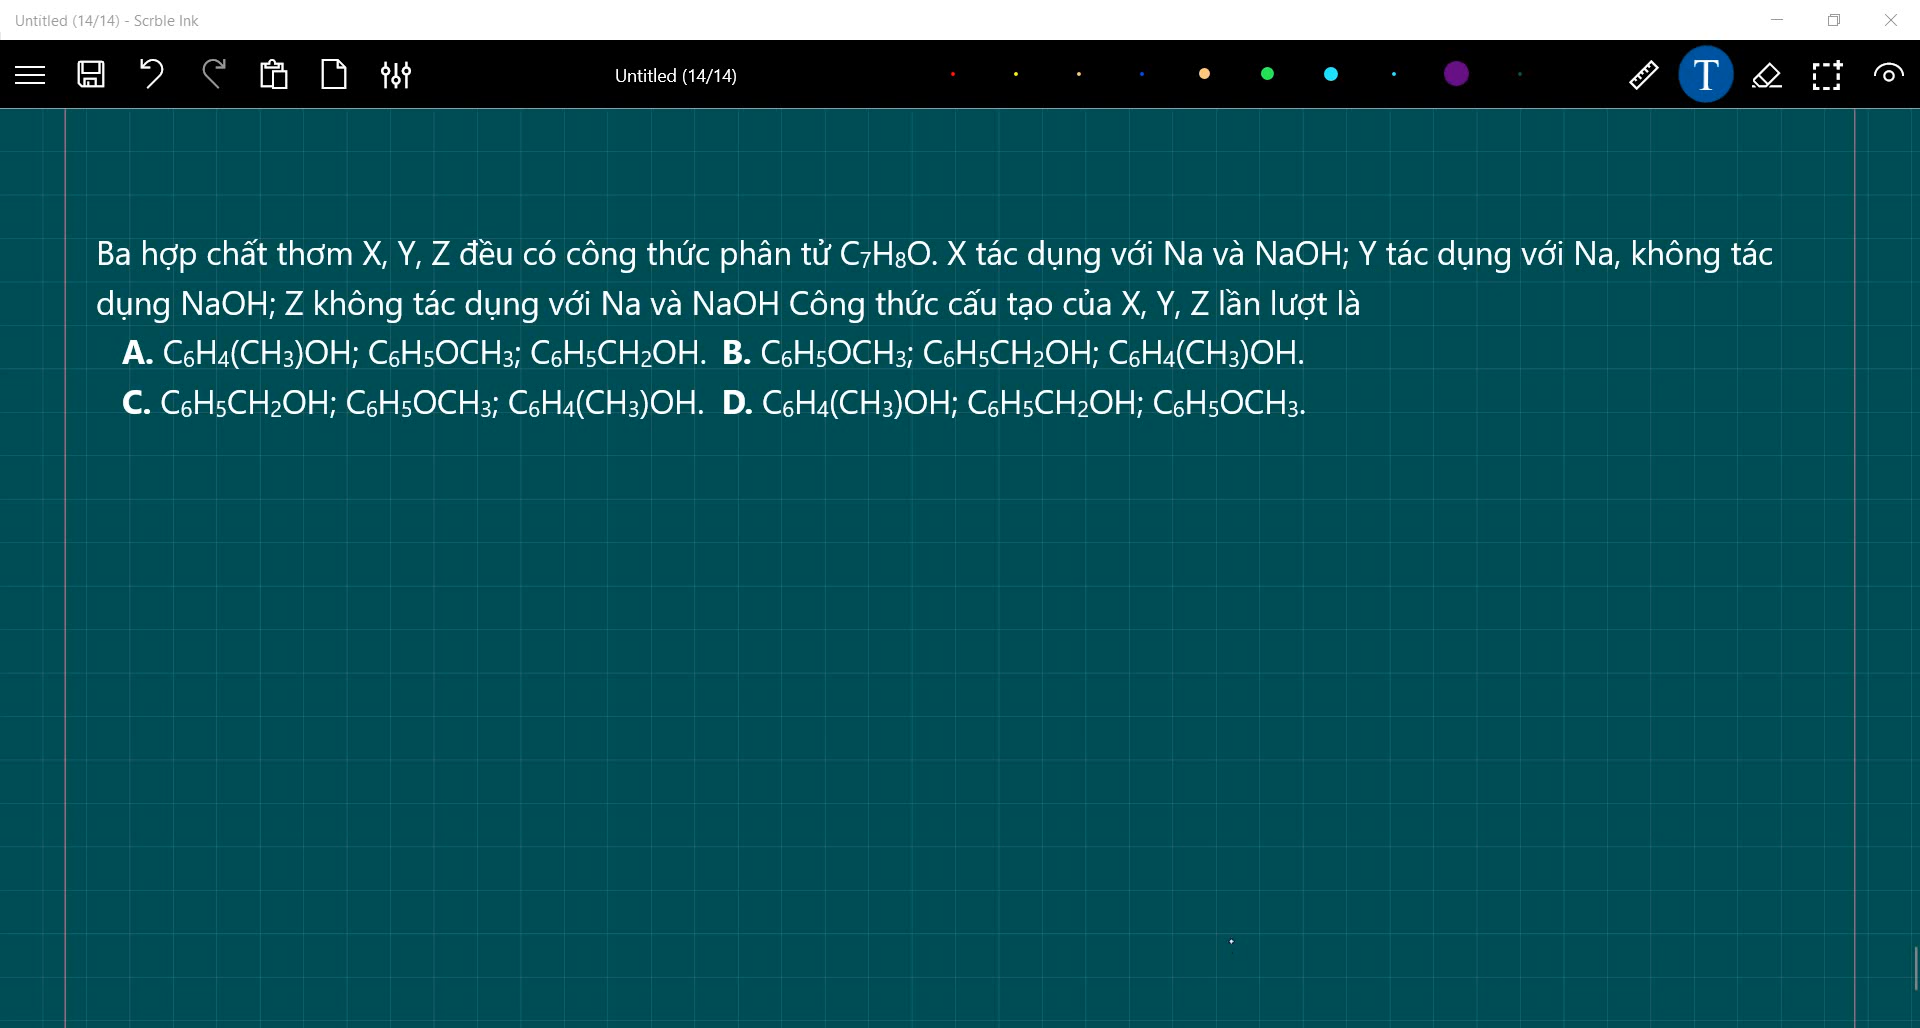 Untitled (14/14) - Scrble Ink
Untitled (14/14)
T
Ba hợp chất thơm X, Y, Z đều có công thức phân tử C₇H₈O. X tác dụng với Na và NaOH; Y tác dụng với Na, không tác
dụng NaOH; Z không tác dụng với Na và NaOH Công thức cấu tạo của X, Y, Z lần lượt là
A. C₆H₄(CH₃)OH; C₆H₅OCH₃; C₆H₅CH₂OH. B. C₆H₅OCH₃; C₆H₅CH₂OH; C₆H₄(CH₃)OH.
C. C₆H₅CH₂OH; C₆H₅OCH₃; C₆H₄(CH₃)OH. D. C₆H₄(CH₃)OH; C₆H₅CH₂OH; C₆H₅OCH₃.